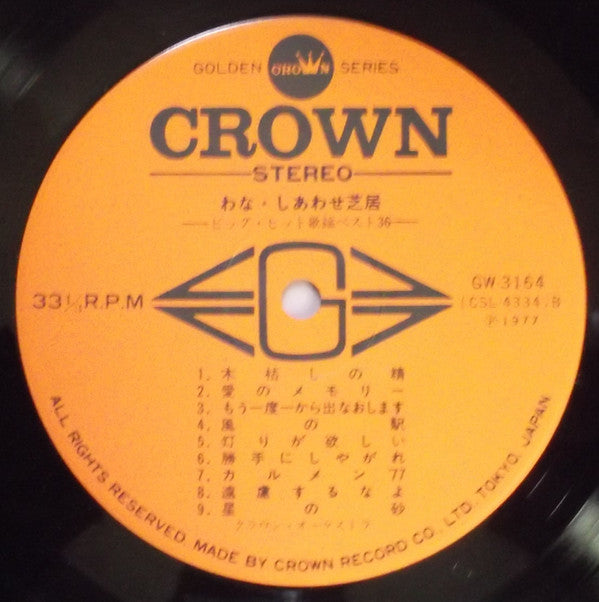 GOLDEN CROWN SERIES
CROWN
STEREO
わな・しあわせ芝居
ビッグ・ヒット歌謡ベスト36
G
33⅓R.P.M
GW-3164
(CSL-4334.B
Ⓟ1977
1. 木枯しの精
2. 愛のメモリー
3. もう一度一から出なおします
4. 風の駅
5. 灯りが欲しい
6. 勝手にしやがれ
7. カルメン'77
8. 遠慮するなよ
9. 星の砂
クラウン・オーケストラ
ALL RIGHTS RESERVED. MADE BY CROWN RECORD CO., LTD. TOKYO, JAPAN